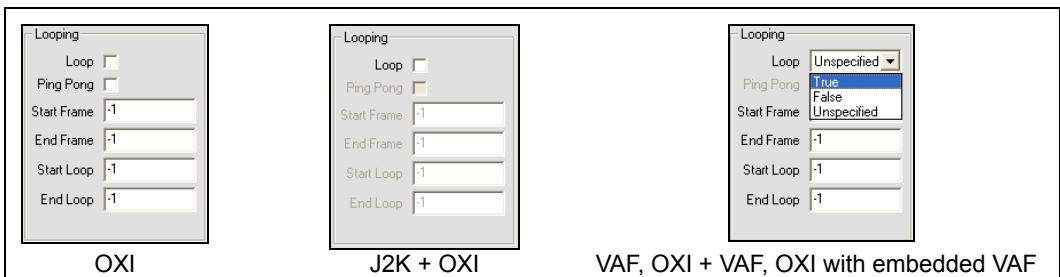 Looping
Loop
Ping Pong
Start Frame -1
End Frame -1
Start Loop -1
End Loop -1
OXI
Looping
Loop
Ping Pong
Start Frame -1
End Frame -1
Start Loop -1
End Loop -1
J2K + OXI
Looping
Loop Unspecified
Ping Pong True
False
Start Frame Unspecified
End Frame -1
Start Loop -1
End Loop -1
VAF, OXI + VAF, OXI with embedded VAF